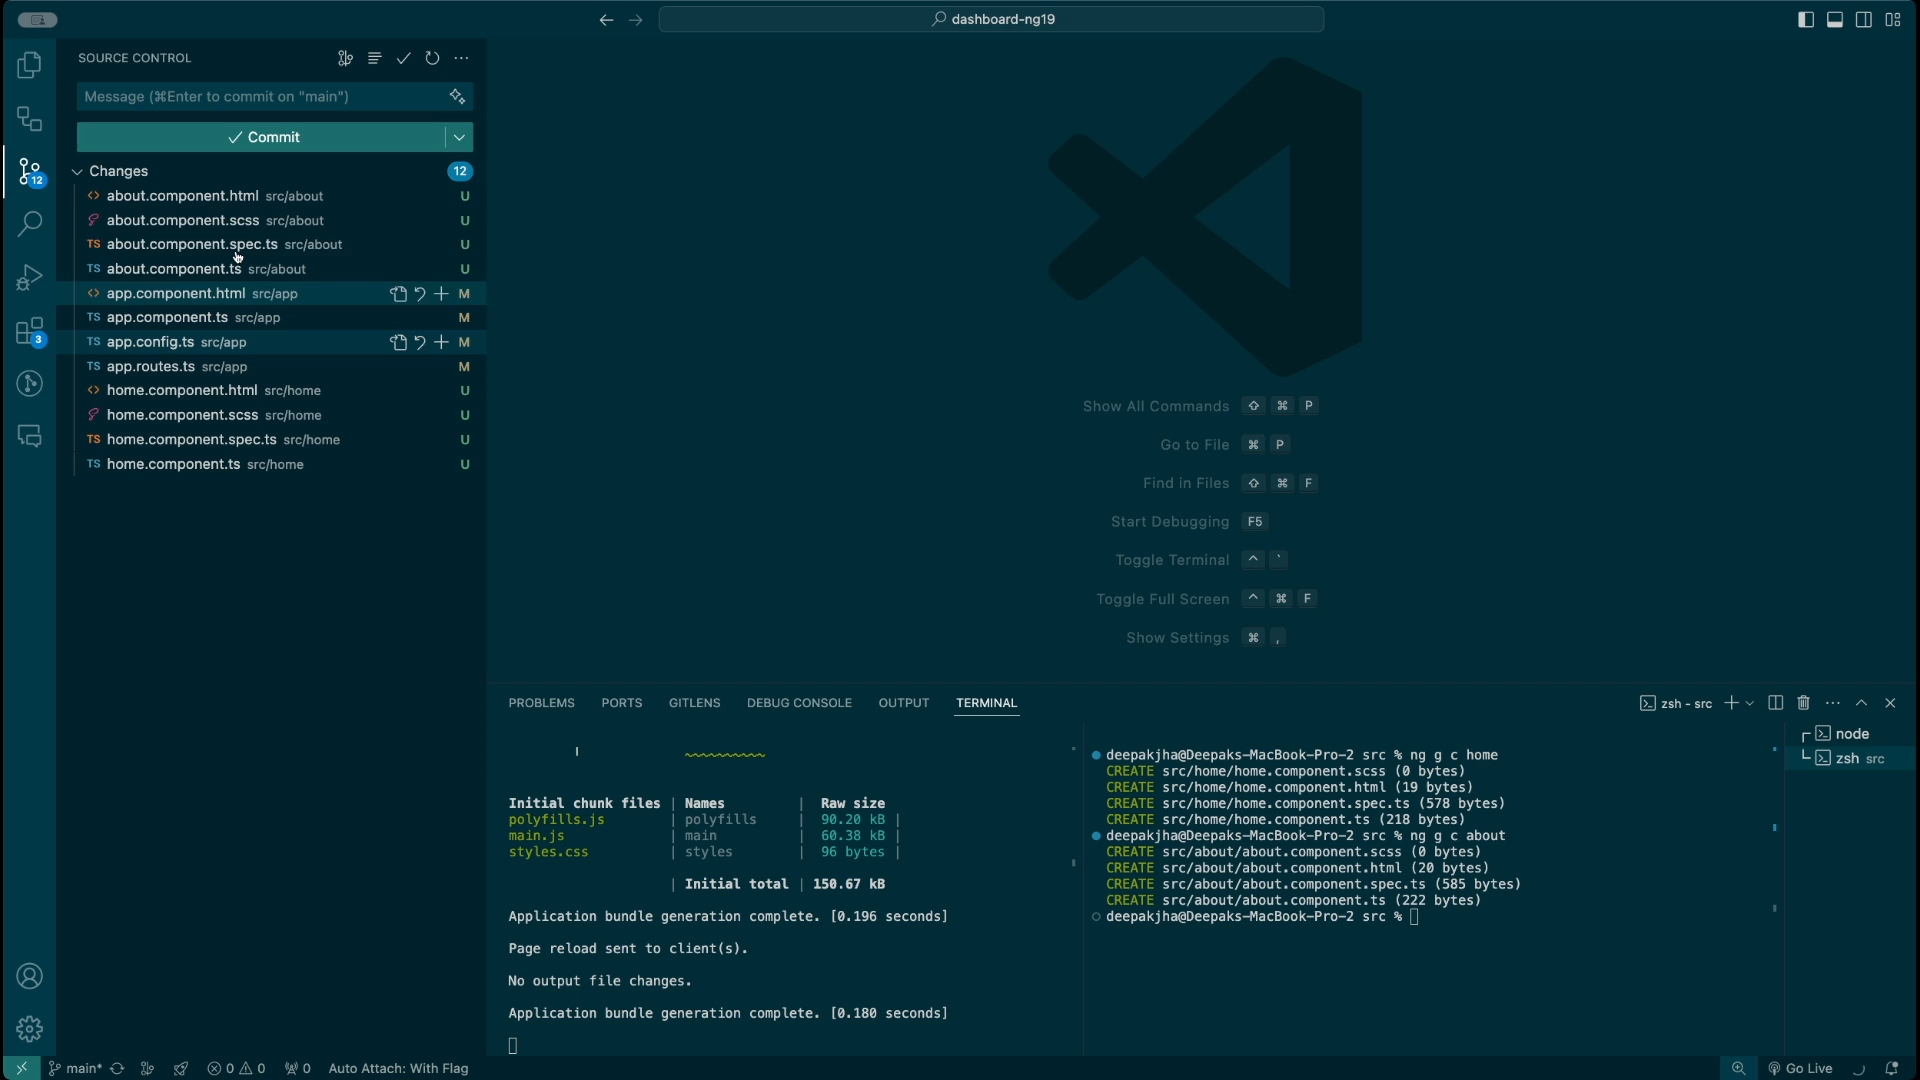 dashboard-ng19
SOURCE CONTROL
Message (⌘Enter to commit on "main")
Commit
Changes 12
about.component.html src/about U
about.component.scss src/about U
12
TS about.component.spec.ts src/about U
TS about.component.ts src/about U
app.component.html src/app M
TS app.component.ts src/app M
3
TS app.config.ts src/app M
TS app.routes.ts src/app M
home.component.html src/home U
home.component.scss src/home U
TS home.component.spec.ts src/home U
TS home.component.ts src/home U
Show All Commands ⇧ ⌘ P
Go to File ⌘ P
Find in Files ⇧ ⌘ F
Start Debugging F5
Toggle Terminal ^ `
Toggle Full Screen ^ ⌘ F
Show Settings ⌘ ,
PROBLEMS PORTS GITLENS DEBUG CONSOLE OUTPUT TERMINAL
zsh - src
node
zsh src
~~~~~~~~~~
Initial chunk files | Names | Raw size
polyfills.js | polyfills | 90.20 kB |
main.js | main | 60.38 kB |
styles.css | styles | 96 bytes |
| Initial total | 150.67 kB
Application bundle generation complete. [0.196 seconds]
Page reload sent to client(s).
No output file changes.
Application bundle generation complete. [0.180 seconds]
deepakjha@Deepaks-MacBook-Pro-2 src % ng g c home
CREATE src/home/home.component.scss (0 bytes)
CREATE src/home/home.component.html (19 bytes)
CREATE src/home/home.component.spec.ts (578 bytes)
CREATE src/home/home.component.ts (218 bytes)
deepakjha@Deepaks-MacBook-Pro-2 src % ng g c about
CREATE src/about/about.component.scss (0 bytes)
CREATE src/about/about.component.html (20 bytes)
CREATE src/about/about.component.spec.ts (585 bytes)
CREATE src/about/about.component.ts (222 bytes)
deepakjha@Deepaks-MacBook-Pro-2 src %
main* 0 0 0 Auto Attach: With Flag Go Live